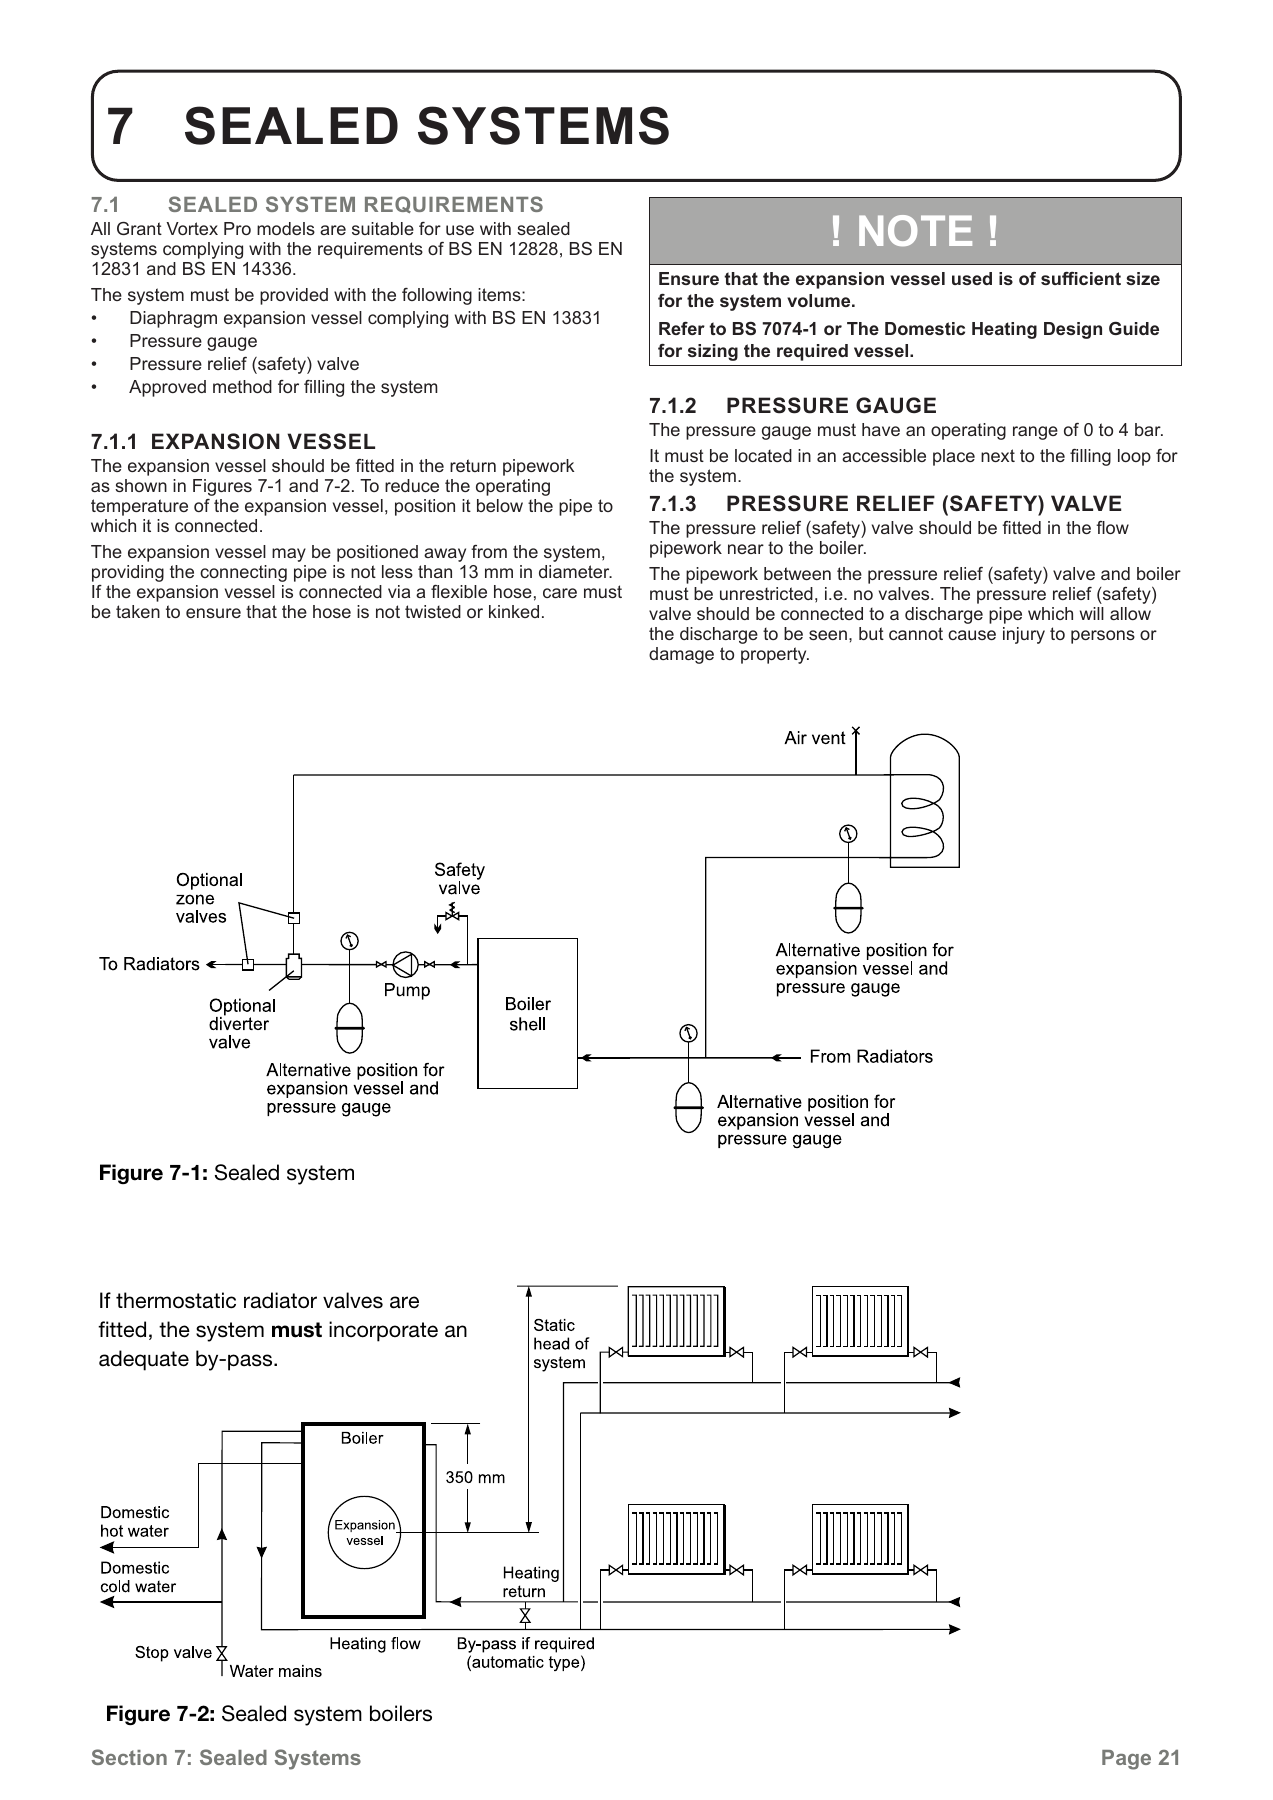 7 SEALED SYSTEMS
7.1 SEALED SYSTEM REQUIREMENTS
All Grant Vortex Pro models are suitable for use with sealed
systems complying with the requirements of BS EN 12828, BS EN
12831 and BS EN 14336.
The system must be provided with the following items:
• Diaphragm expansion vessel complying with BS EN 13831
• Pressure gauge
• Pressure relief (safety) valve
• Approved method for filling the system
7.1.1 EXPANSION VESSEL
The expansion vessel should be fitted in the return pipework
as shown in Figures 7-1 and 7-2. To reduce the operating
temperature of the expansion vessel, position it below the pipe to
which it is connected.
The expansion vessel may be positioned away from the system,
providing the connecting pipe is not less than 13 mm in diameter.
If the expansion vessel is connected via a flexible hose, care must
be taken to ensure that the hose is not twisted or kinked.
! NOTE !
Ensure that the expansion vessel used is of sufficient size
for the system volume.
Refer to BS 7074-1 or The Domestic Heating Design Guide
for sizing the required vessel.
7.1.2 PRESSURE GAUGE
The pressure gauge must have an operating range of 0 to 4 bar.
It must be located in an accessible place next to the filling loop for
the system.
7.1.3 PRESSURE RELIEF (SAFETY) VALVE
The pressure relief (safety) valve should be fitted in the flow
pipework near to the boiler.
The pipework between the pressure relief (safety) valve and boiler
must be unrestricted, i.e. no valves. The pressure relief (safety)
valve should be connected to a discharge pipe which will allow
the discharge to be seen, but cannot cause injury to persons or
damage to property.
Air vent
Safety
valve
Optional
zone
valves
To Radiators
Pump
Optional
diverter
valve
Boiler
shell
Alternative position for
expansion vessel and
pressure gauge
Alternative position for
expansion vessel and
pressure gauge
From Radiators
Alternative position for
expansion vessel and
pressure gauge
Figure 7-1: Sealed system
If thermostatic radiator valves are
fitted, the system must incorporate an
adequate by-pass.
Static
head of
system
Boiler
350 mm
Expansion
vessel
Domestic
hot water
Domestic
cold water
Heating
return
Stop valve
Water mains
Heating flow
By-pass if required
(automatic type)
Figure 7-2: Sealed system boilers
Section 7: Sealed Systems
Page 21